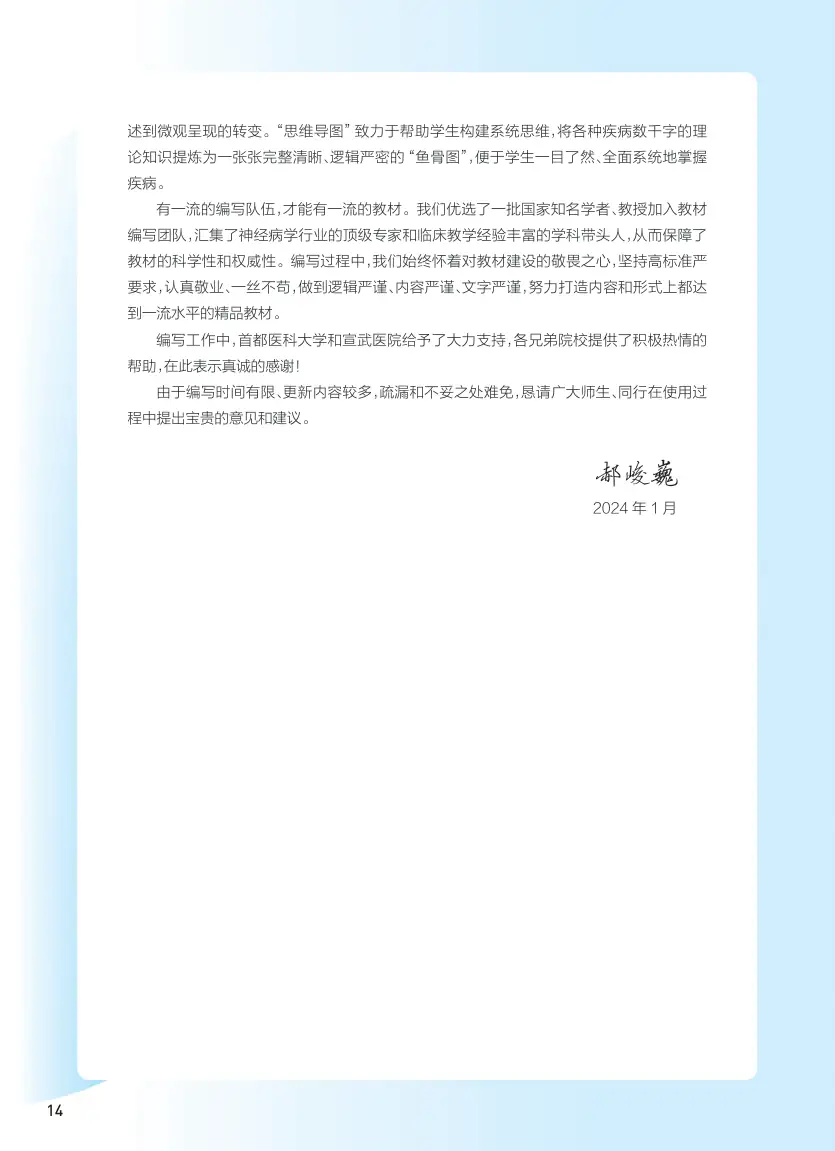 述到微观呈现的转变。“思维导图”致力于帮助学生构建系统思维，将各种疾病数千字的理
论知识提炼为一张张完整清晰、逻辑严密的“鱼骨图”，便于学生一目了然、全面系统地掌握
疾病。
有一流的编写队伍，才能有一流的教材。我们优选了一批国家知名学者、教授加入教材
编写团队，汇集了神经病学行业的顶级专家和临床教学经验丰富的学科带头人，从而保障了
教材的科学性和权威性。编写过程中，我们始终怀着对教材建设的敬畏之心，坚持高标准严
要求，认真敬业、一丝不苟，做到逻辑严谨、内容严谨、文字严谨，努力打造内容和形式上都达
到一流水平的精品教材。
编写工作中，首都医科大学和宣武医院给予了大力支持，各兄弟院校提供了积极热情的
帮助，在此表示真诚的感谢！
由于编写时间有限、更新内容较多，疏漏和不妥之处难免，恳请广大师生、同行在使用过
程中提出宝贵的意见和建议。
郝峻巍
2024 年 1 月
14